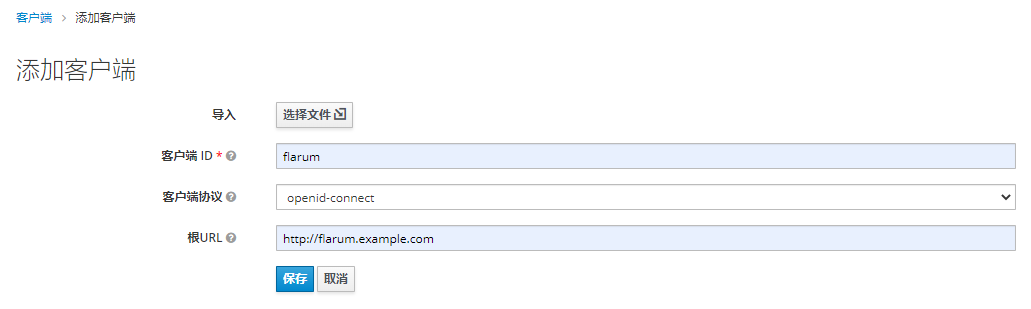 客户端 > 添加客户端
添加客户端
导入 选择文件
客户端 ID * flarum
客户端协议 openid-connect
根URL http://flarum.example.com
保存 取消